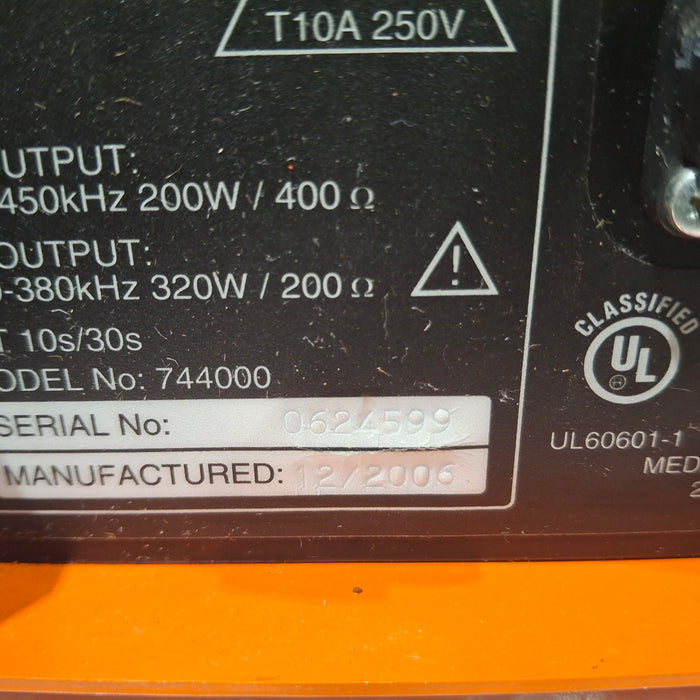 T10A 250V
UTPUT:
450kHz 200W / 400 Ω
OUTPUT:
-380kHz 320W / 200 Ω
T 10s/30s
ODEL No: 744000
SERIAL No: 0624599
MANUFACTURED: 12/2006
!
CLASSIFIED
UL
®
UL60601-1
MED
2